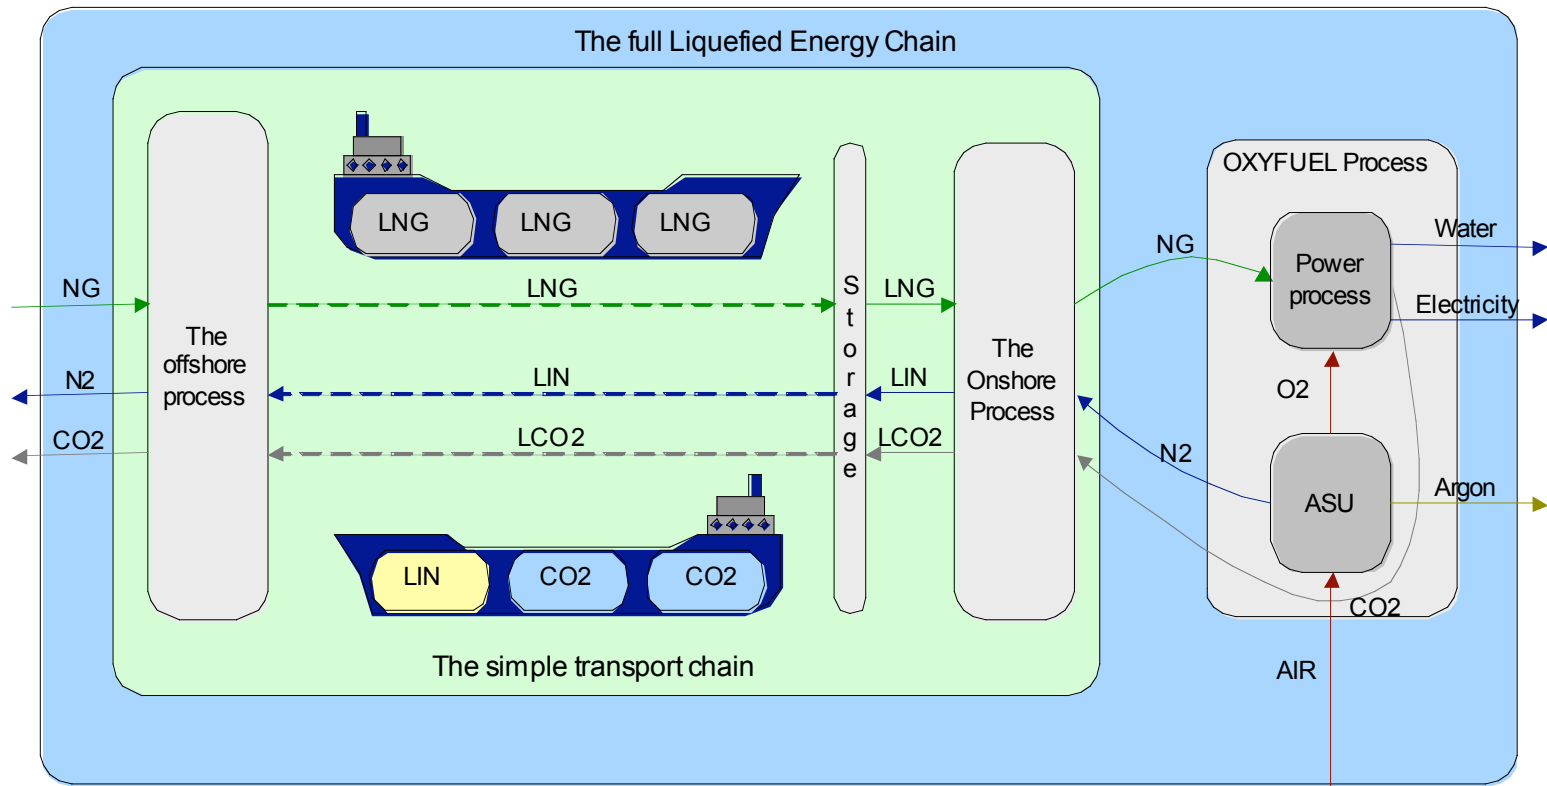 The full Liquefied Energy Chain
OXYFUEL Process
LNG LNG LNG
Water
NG
Power
process
NG
LNG
Storage
LNG
Electricity
The
offshore
process
The
Onshore
Process
N2
LIN
LIN
O2
CO2
LCO2
LCO2
N2
Argon
ASU
LIN CO2 CO2
CO2
The simple transport chain
AIR